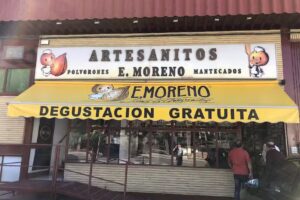 ARTESANITOS
POLVORONES E. MORENO MANTECADOS
E. MORENO
DEGUSTACION GRATUITA